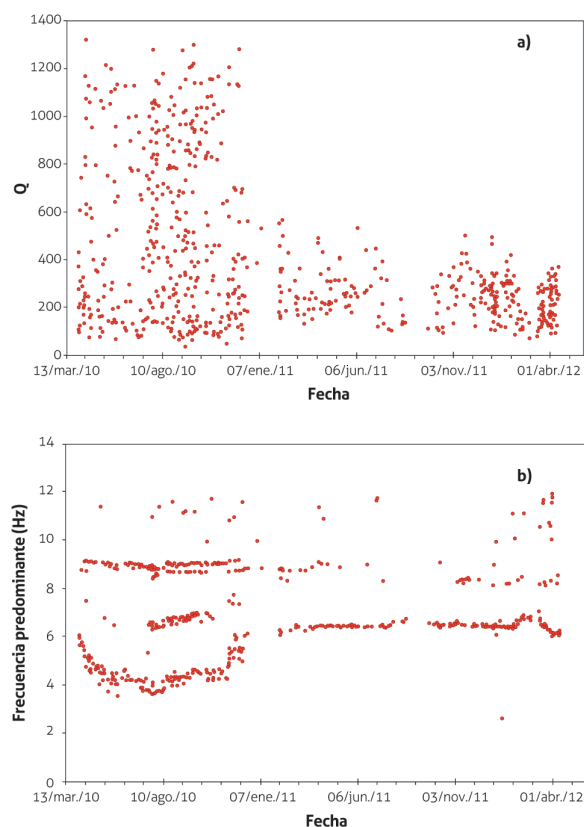 1400
a)
1200
1000
800
Q
600
400
200
0
13/mar./10 10/ago./10 07/ene./11 06/jun./11 03/nov./11 01/abr./12
Fecha
14
b)
12
10
8
Frecuencia predominante (Hz)
6
4
2
0
13/mar./10 10/ago./10 07/ene./11 06/jun./11 03/nov./11 01/abr./12
Fecha